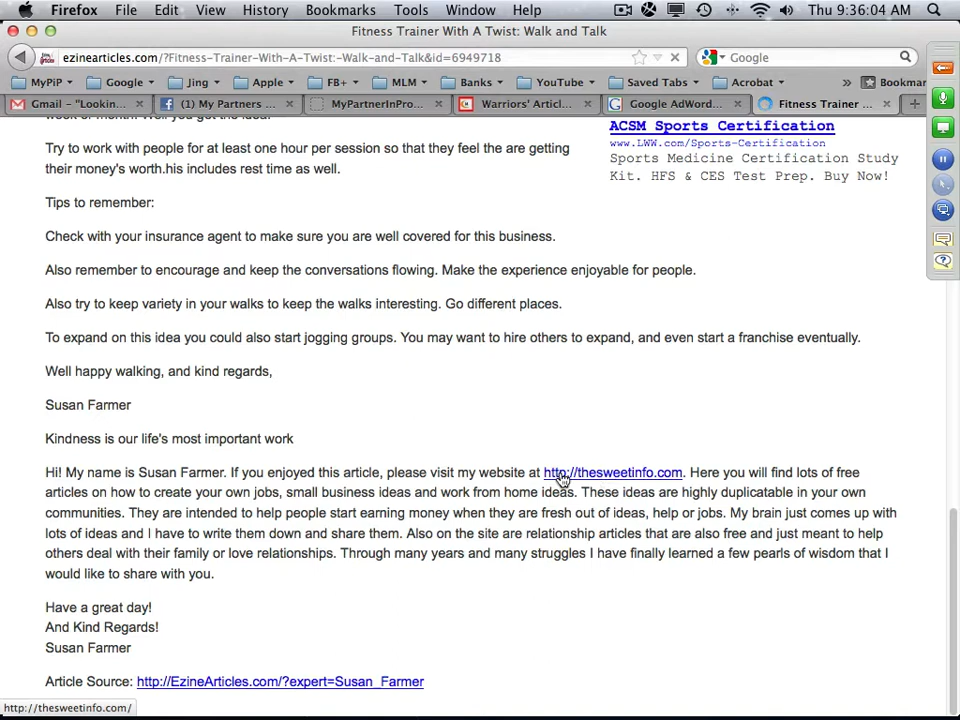 Firefox File Edit View History Bookmarks Tools Window Help Thu 9:36:04 AM
Fitness Trainer With A Twist: Walk and Talk
ezinearticles.com/?Fitness-Trainer-With-A-Twist:-Walk-and-Talk&id=6949718
Google
MyPiP Google Jing Apple FB+ MLM Banks YouTube Saved Tabs Acrobat » Bookmar
Gmail - "Lookin... (1) My Partners ... MyPartnerInPro... Warriors' Articl... Google AdWord... Fitness Trainer ...
week or month! Well you get the idea!
Try to work with people for at least one hour per session so that they feel the are getting
their money's worth.his includes rest time as well.
ACSM Sports Certification
www.LWW.com/Sports-Certification
Sports Medicine Certification Study
Kit. HFS & CES Test Prep. Buy Now!
Tips to remember:
Check with your insurance agent to make sure you are well covered for this business.
Also remember to encourage and keep the conversations flowing. Make the experience enjoyable for people.
Also try to keep variety in your walks to keep the walks interesting. Go different places.
To expand on this idea you could also start jogging groups. You may want to hire others to expand, and even start a franchise eventually.
Well happy walking, and kind regards,
Susan Farmer
Kindness is our life's most important work
Hi! My name is Susan Farmer. If you enjoyed this article, please visit my website at http://thesweetinfo.com. Here you will find lots of free
articles on how to create your own jobs, small business ideas and work from home ideas. These ideas are highly duplicatable in your own
communities. They are intended to help people start earning money when they are fresh out of ideas, help or jobs. My brain just comes up with
lots of ideas and I have to write them down and share them. Also on the site are relationship articles that are also free and just meant to help
others deal with their family or love relationships. Through many years and many struggles I have finally learned a few pearls of wisdom that I
would like to share with you.
Have a great day!
And Kind Regards!
Susan Farmer
Article Source: http://EzineArticles.com/?expert=Susan_Farmer
http://thesweetinfo.com/